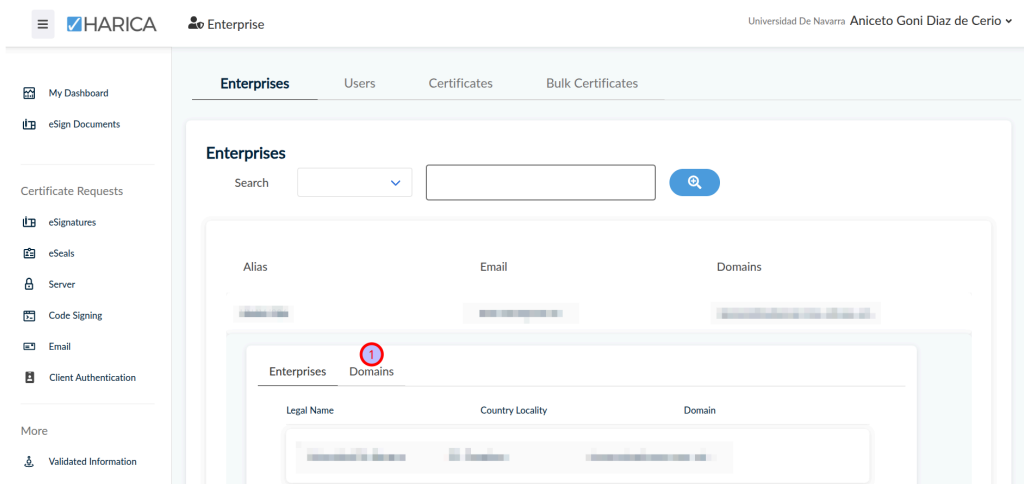 HARICA
Enterprise
Universidad De Navarra Aniceto Goni Diaz de Cerio
My Dashboard
eSign Documents
Certificate Requests
eSignatures
eSeals
Server
Code Signing
Email
Client Authentication
More
Validated Information
Enterprises Users Certificates Bulk Certificates
Enterprises
Search
Alias Email Domains
1
Enterprises Domains
Legal Name Country Locality Domain